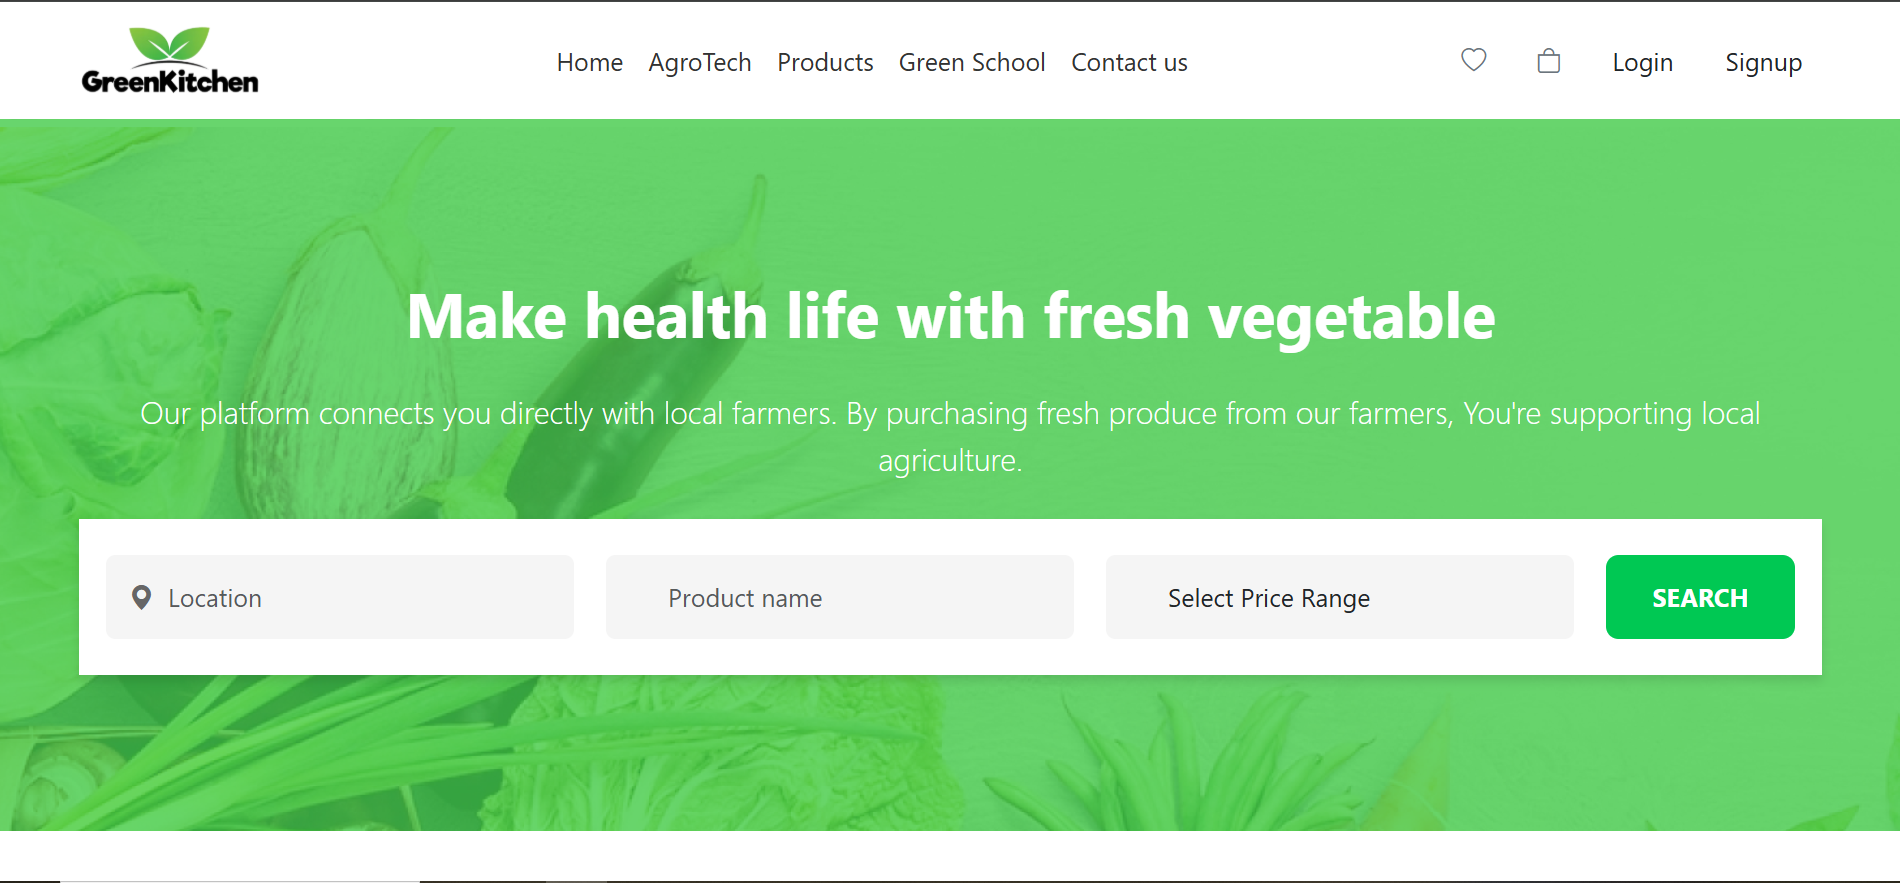 GreenKitchen
Home AgroTech Products Green School Contact us
Login Signup
Make health life with fresh vegetable
Our platform connects you directly with local farmers. By purchasing fresh produce from our farmers, You're supporting local
agriculture.
Location
Product name
Select Price Range
SEARCH